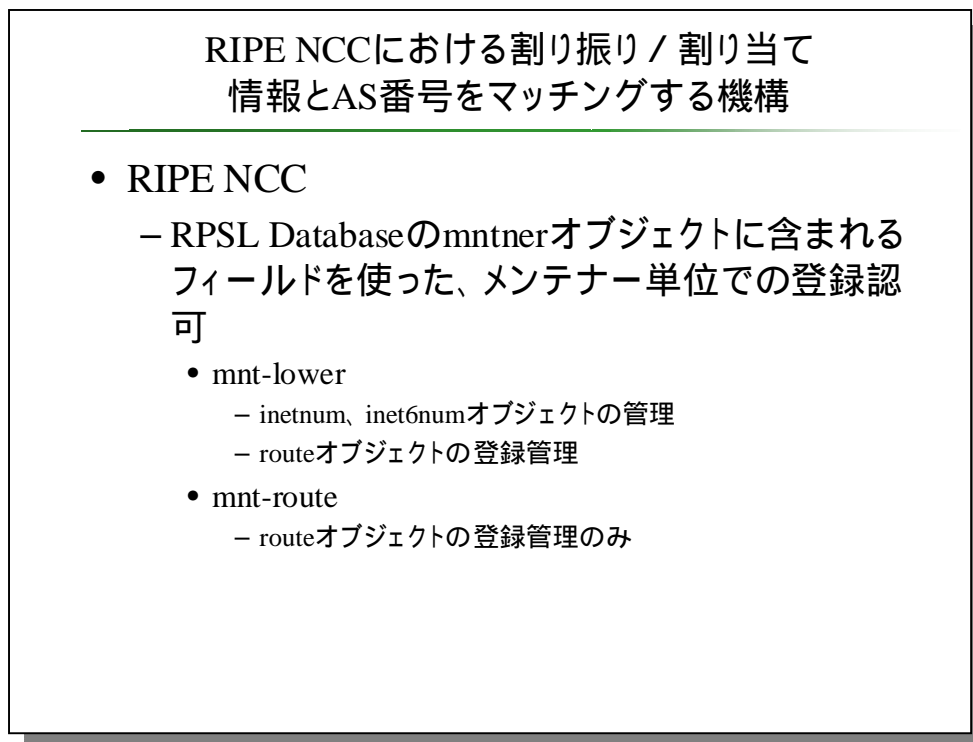 RIPE NCCにおける割り振り / 割り当て
情報とAS番号をマッチングする機構
• RIPE NCC
– RPSL Databaseのmntnerオブジェクトに含まれる
フィールドを使った、メンテナー単位での登録認
可
• mnt-lower
– inetnum、inet6numオブジェクトの管理
– routeオブジェクトの登録管理
• mnt-route
– routeオブジェクトの登録管理のみ